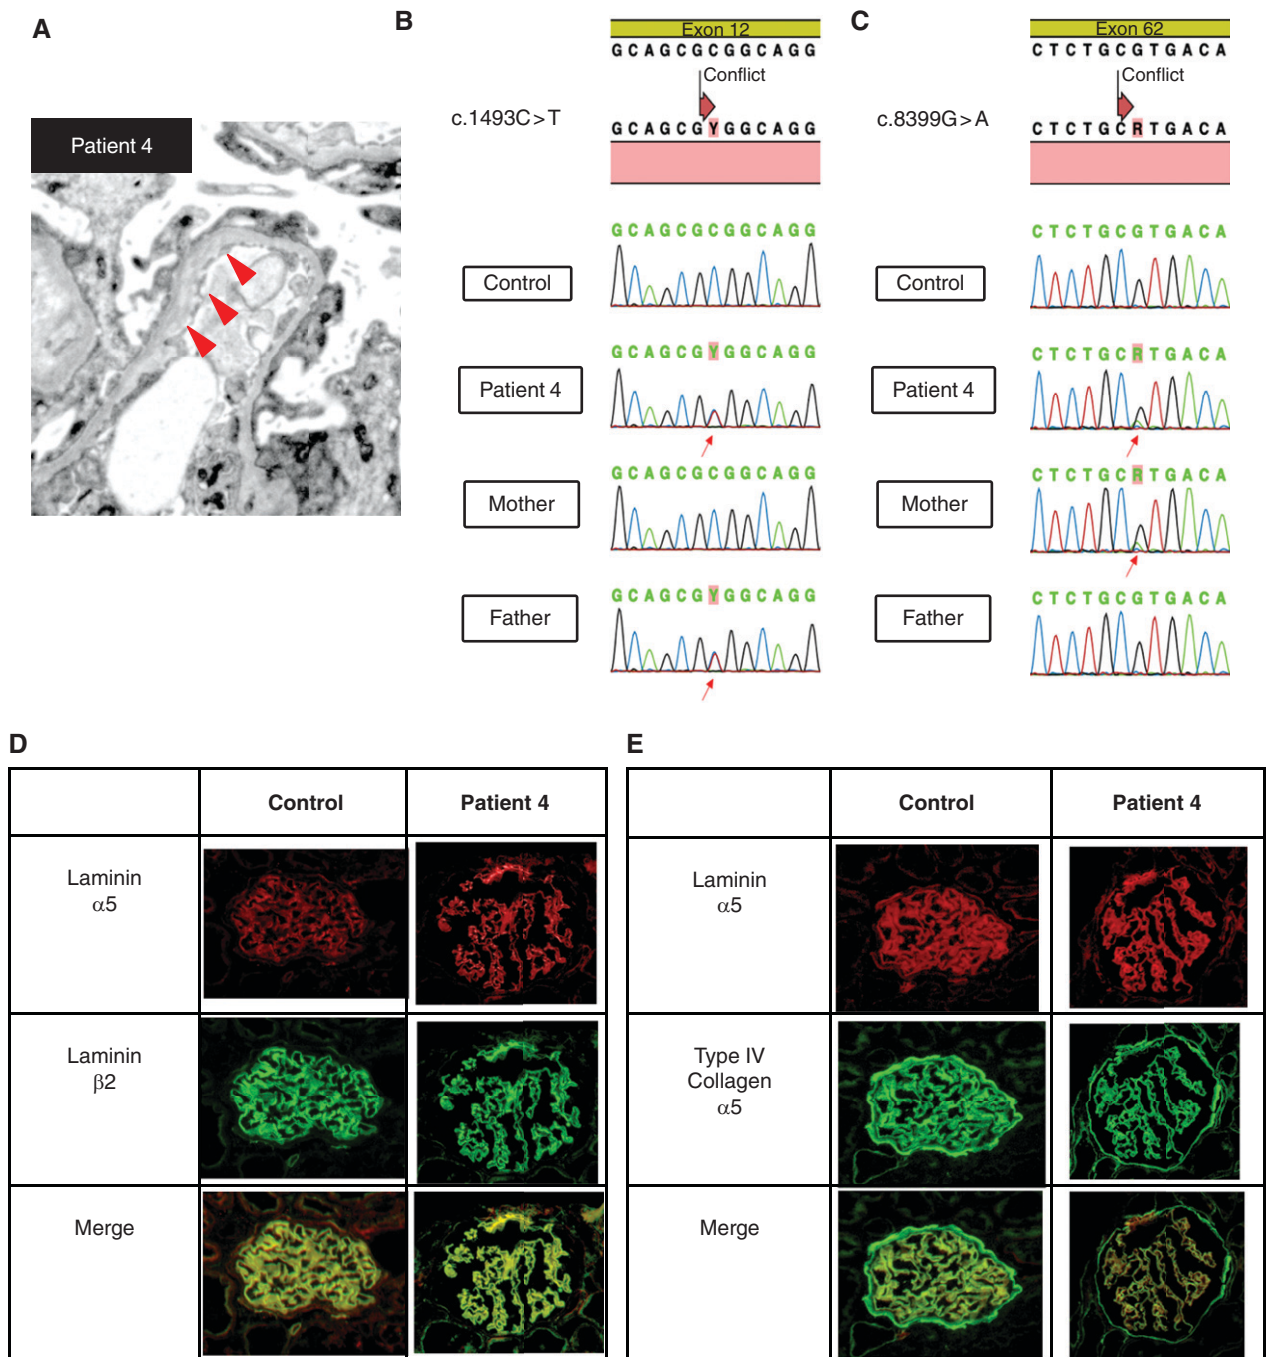 A
Patient 4
B
Exon 12
GCAGCGCGGCAGG
Conflict
c.1493C>T
GCAGCGYGGCAGG
GCAGCGCGGCAGG
Control
GCAGCGYGGCAGG
Patient 4
GCAGCGCGGCAGG
Mother
GCAGCGYGGCAGG
Father
C
Exon 62
CTCTGCGTGACA
Conflict
c.8399G>A
CTCTGCRTGACA
CTCTGCGTGACA
Control
CTCTGCRTGACA
Patient 4
CTCTGCRTGACA
Mother
CTCTGCGTGACA
Father
D
Control Patient 4
Laminin
α5
Laminin
β2
Merge
E
Control Patient 4
Laminin
α5
Type IV
Collagen
α5
Merge